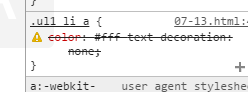 .ul1 li a { 07-13.html:
color: #fff text-decoration:
none;
}
a:-webkit- user agent styleshe